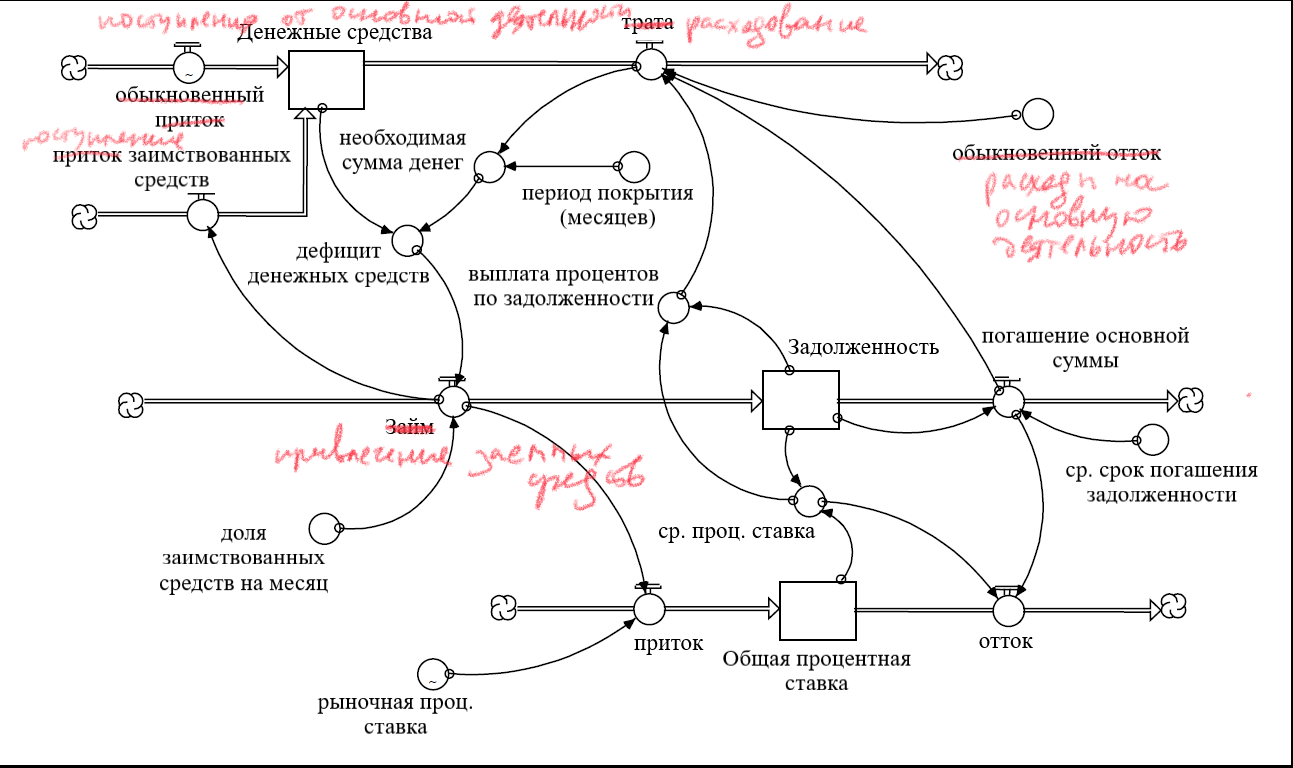 поступление от основной деятельности
трата расходование
Денежные средства
обыкновенный
приток
поступление
приток заимствованных
средств
необходимая
сумма денег
период покрытия
(месяцев)
обыкновенный отток
расходы на
основную
деятельность
дефицит
денежных средств
выплата процентов
по задолженности
Задолженность
погашение основной
суммы
Займ
привлечение заемных
средств
ср. срок погашения
задолженности
доля
заимствованных
средств на месяц
ср. проц. ставка
приток
Общая процентная
ставка
отток
рыночная проц.
ставка
~
~